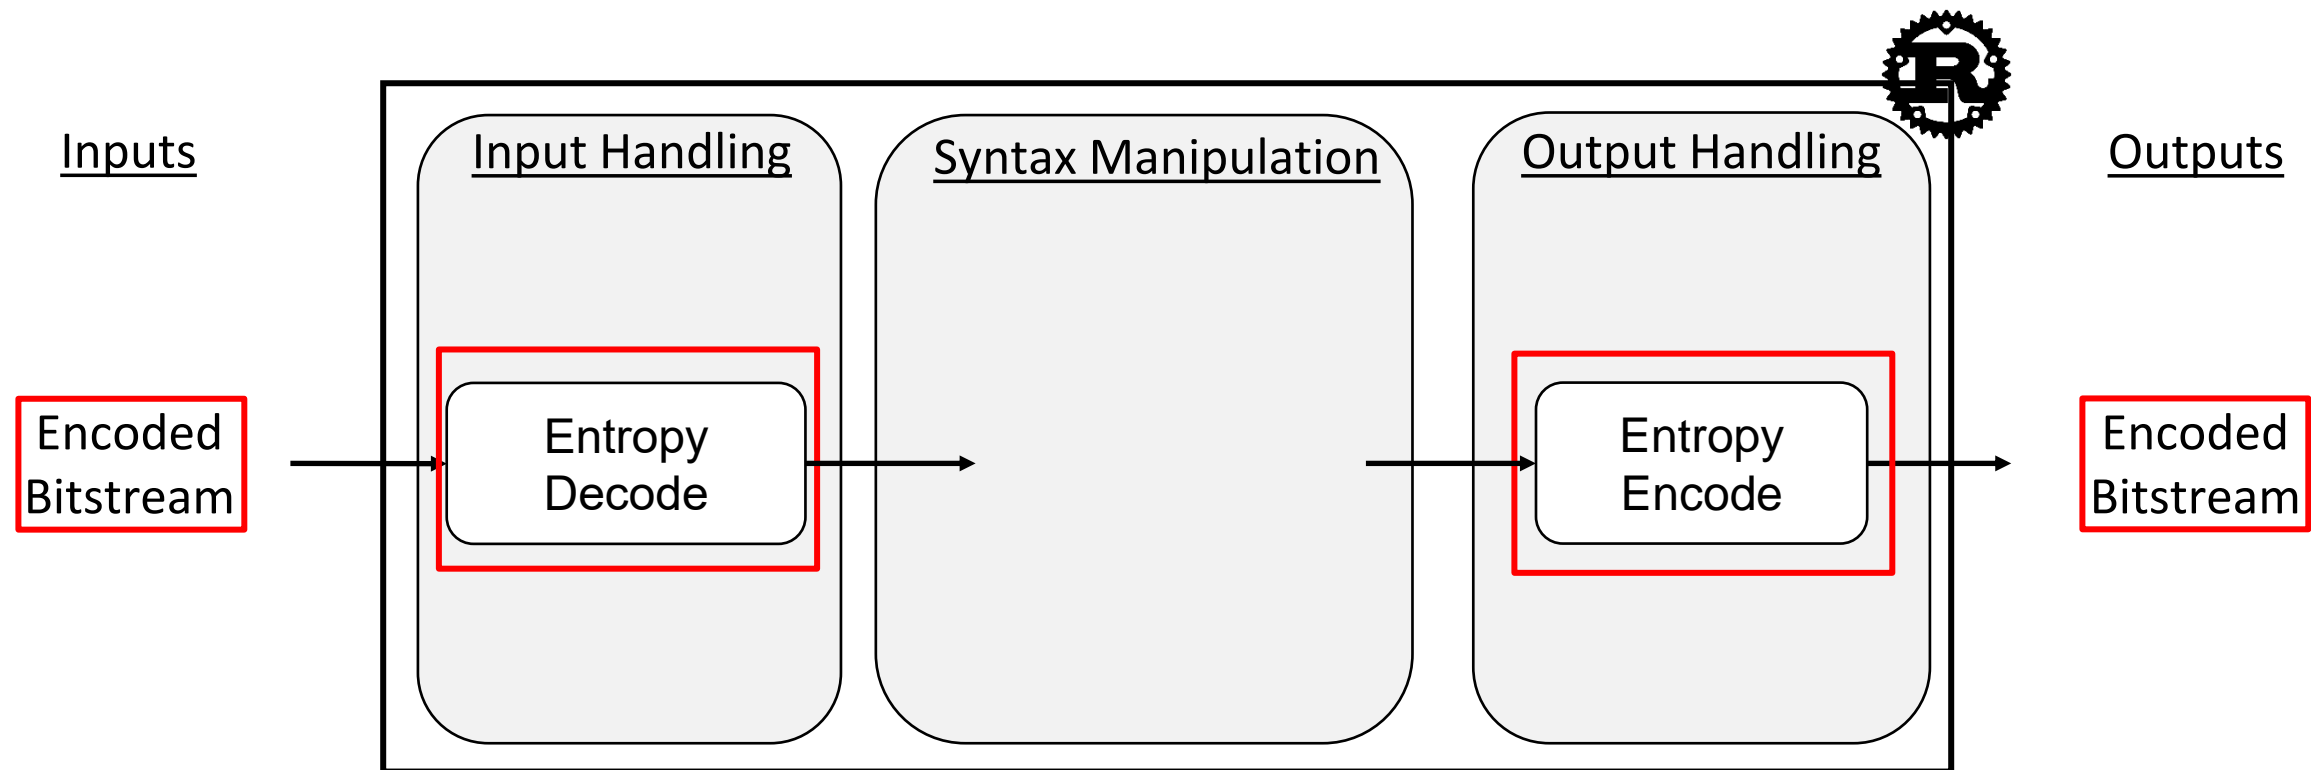 Inputs
Input Handling
Syntax Manipulation
Output Handling
R
Outputs
Encoded
Bitstream
Entropy
Decode
Entropy
Encode
Encoded
Bitstream